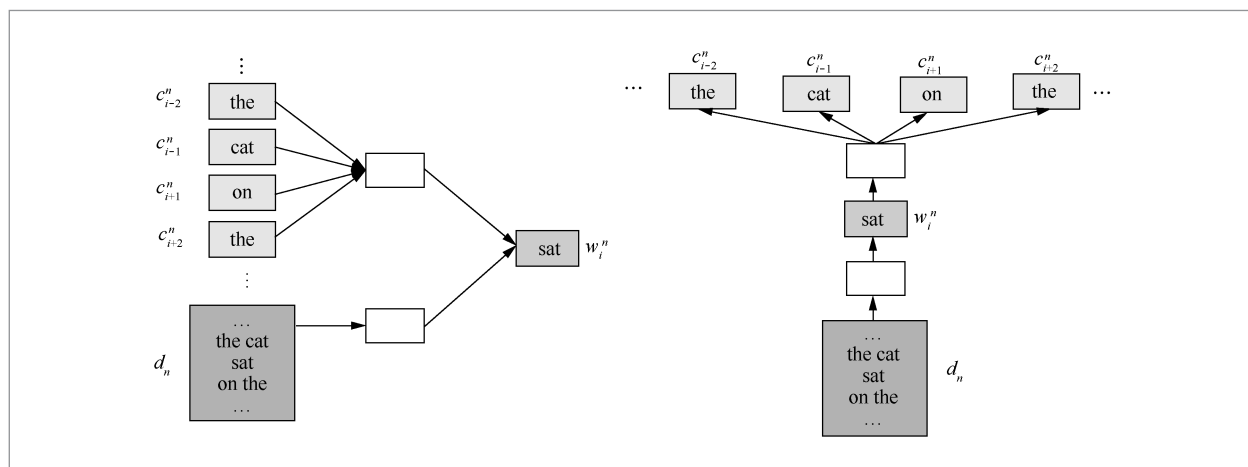 ⋮
c^n_{i-2} the
c^n_{i-1} cat
c^n_{i+1} on
c^n_{i+2} the
⋮
sat w_i^n
d_n
...
the cat
sat
on the
...
c^n_{i-2} c^n_{i-1} c^n_{i+1} c^n_{i+2}
... the cat on the ...
sat w_i^n
...
the cat
sat
on the
...
d_n